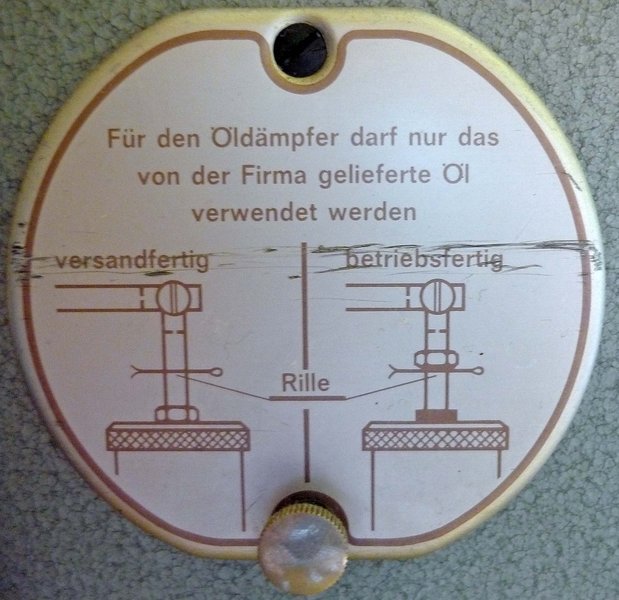 Für den Öldämpfer darf nur das
von der Firma gelieferte Öl
verwendet werden
versandfertig
betriebsfertig
Rille